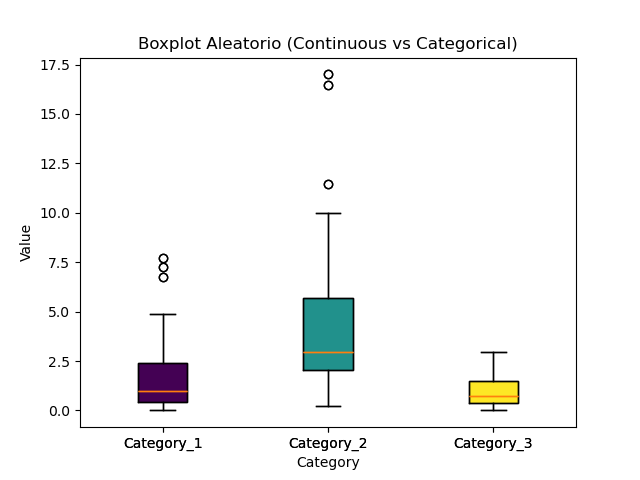 Boxplot Aleatorio (Continuous vs Categorical)
17.5
15.0
12.5
10.0
7.5
5.0
2.5
0.0
Value
Category_1 Category_2 Category_3
Category